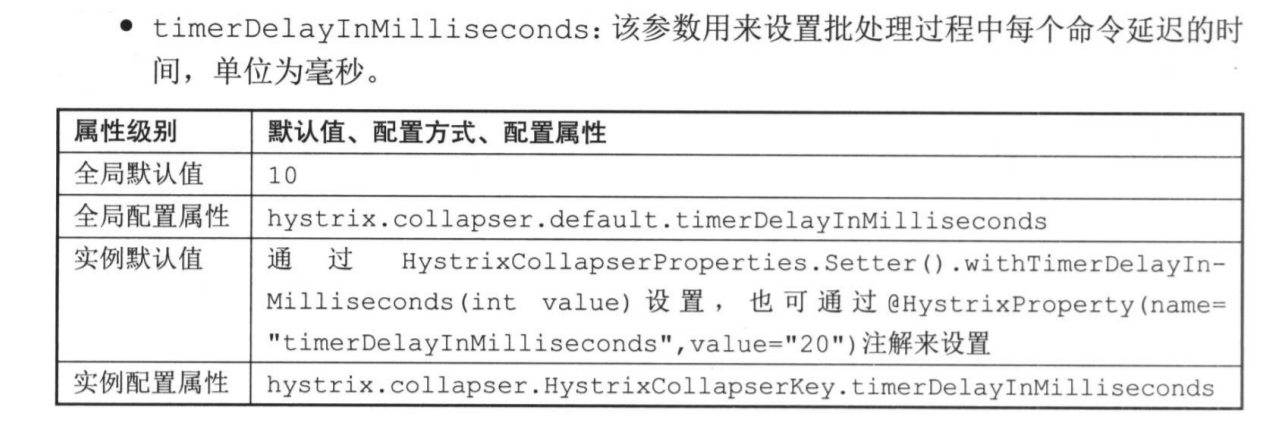 • timerDelayInMilliseconds: 该参数用来设置批处理过程中每个命令延迟的时
间，单位为毫秒。
属性级别 默认值、配置方式、配置属性
全局默认值 10
全局配置属性 hystrix.collapser.default.timerDelayInMilliseconds
实例默认值 通过 HystrixCollapserProperties.Setter().withTimerDelayIn-
Milliseconds(int value)设置，也可通过@HystrixProperty(name=
"timerDelayInMilliseconds",value="20")注解来设置
实例配置属性 hystrix.collapser.HystrixCollapserKey.timerDelayInMilliseconds